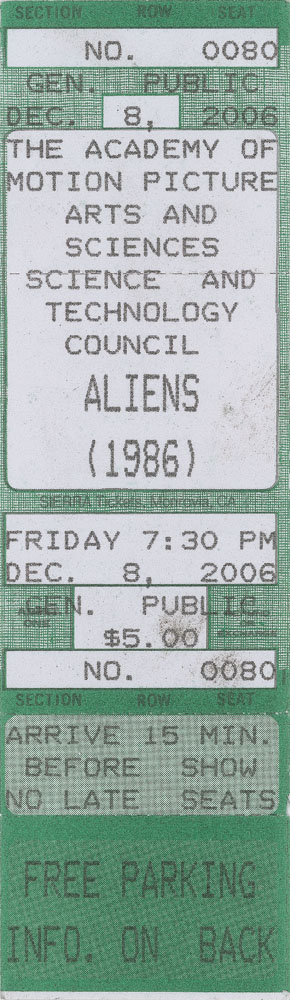 SECTION ROW SEAT
NO. 0080
GEN. PUBLIC
DEC. 8, 2006
THE ACADEMY OF
MOTION PICTURE
ARTS AND
SCIENCES
SCIENCE AND
TECHNOLOGY
COUNCIL
ALIENS
(1986)
SIERRA Tickets, Monrovia, CA
FRIDAY 7:30 PM
DEC. 8, 2006
GEN. PUBLIC
ONE
$5.00
NO. 0080
SECTION ROW SEAT
ARRIVE 15 MIN.
BEFORE SHOW
NO LATE SEATS
FREE PARKING
INFO. ON BACK